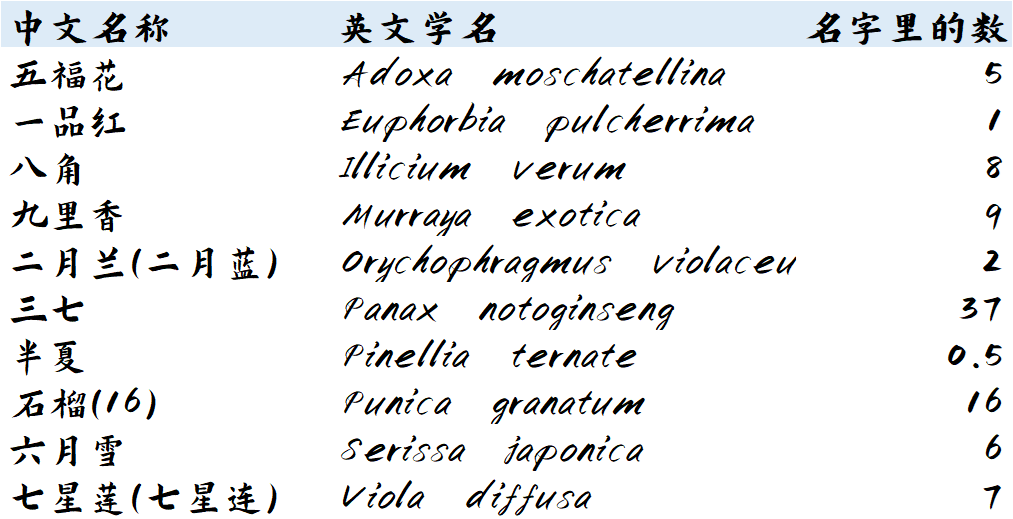 中文名称 英文学名 名字里的数
五福花 Adoxa moschatellina 5
一品红 Euphorbia pulcherrima 1
八角 Illicium verum 8
九里香 Murraya exotica 9
二月兰(二月蓝) Orychophragmus violaceu 2
三七 Panax notoginseng 37
半夏 Pinellia ternate 0.5
石榴(16) Punica granatum 16
六月雪 Serissa japonica 6
七星莲(七星连) Viola diffusa 7